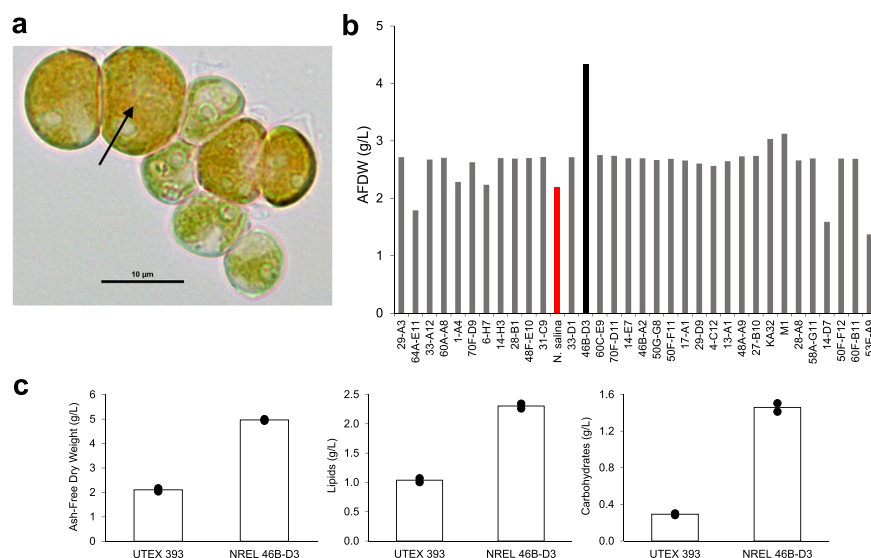 a
10 µm
b
AFDW (g/L)
5
4
3
2
1
0
29-A3
64A-E11
33-A12
60A-A8
1-A4
70F-D9
6-H7
14-H3
28-B1
48F-E10
31-C9
N. salina
33-D1
46B-D3
60C-E9
70F-D11
14-E7
46B-A2
50G-G8
50F-F11
17-A1
29-D9
4-C12
13-A1
48A-A9
27-B10
KA32
M1
28-A8
58A-G11
14-D7
50F-F12
60F-B11
53F-A9
c
Ash-Free Dry Weight (g/L)
6
5
4
3
2
1
0
UTEX 393 NREL 46B-D3
Lipids (g/L)
2.5
2.0
1.5
1.0
0.5
0.0
UTEX 393 NREL 46B-D3
Carbohydrates (g/L)
1.6
1.2
0.8
0.4
0.0
UTEX 393 NREL 46B-D3